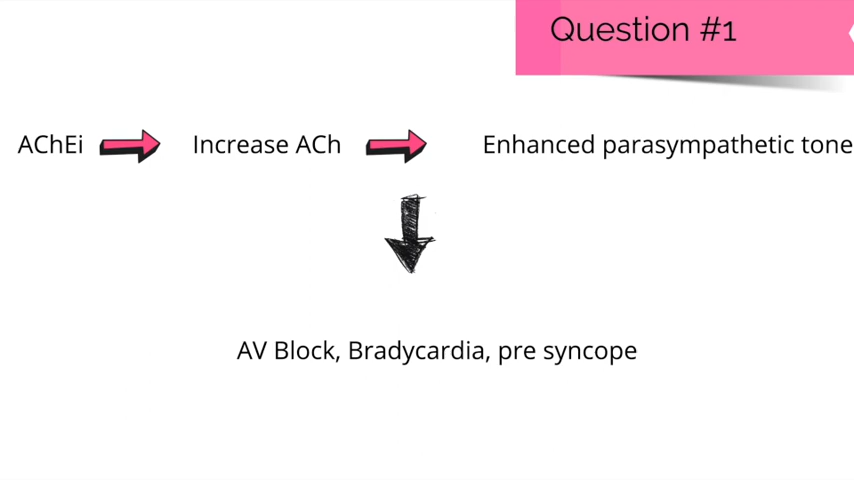 Question #1
AChEi Increase ACh Enhanced parasympathetic tone
AV Block, Bradycardia, pre syncope